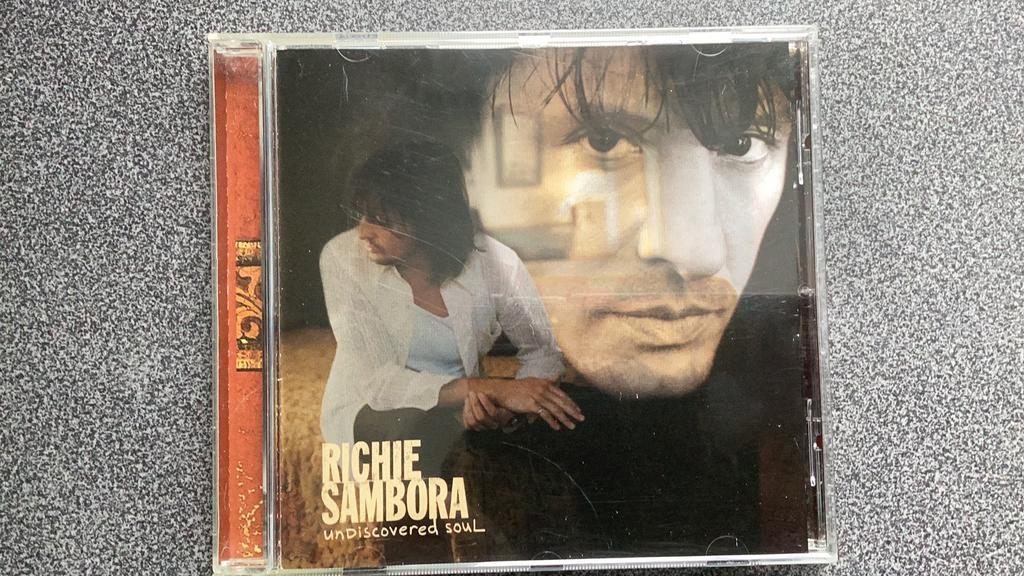 RICHIE
SAMBORA
unDiscovered souL